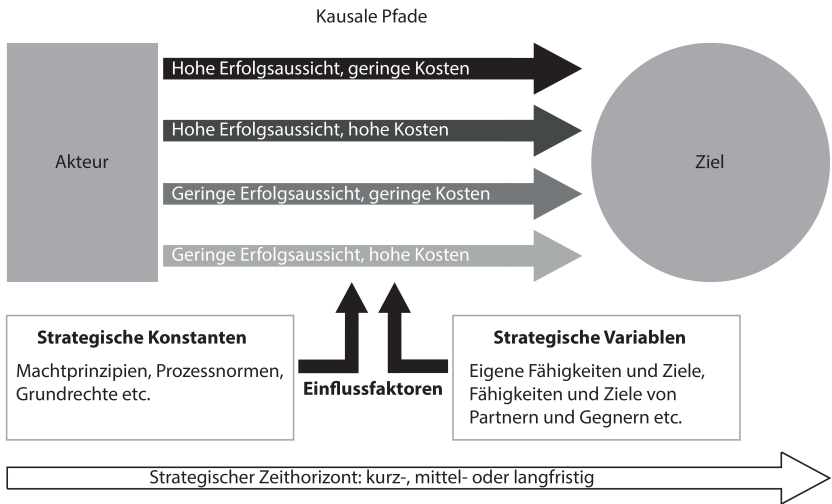 Kausale Pfade
Akteur
Hohe Erfolgsaussicht, geringe Kosten
Hohe Erfolgsaussicht, hohe Kosten
Geringe Erfolgsaussicht, geringe Kosten
Geringe Erfolgsaussicht, hohe Kosten
Ziel
Strategische Konstanten
Machtprinzipien, Prozessnormen,
Grundrechte etc.
Einflussfaktoren
Strategische Variablen
Eigene Fähigkeiten und Ziele,
Fähigkeiten und Ziele von
Partnern und Gegnern etc.
Strategischer Zeithorizont: kurz-, mittel- oder langfristig